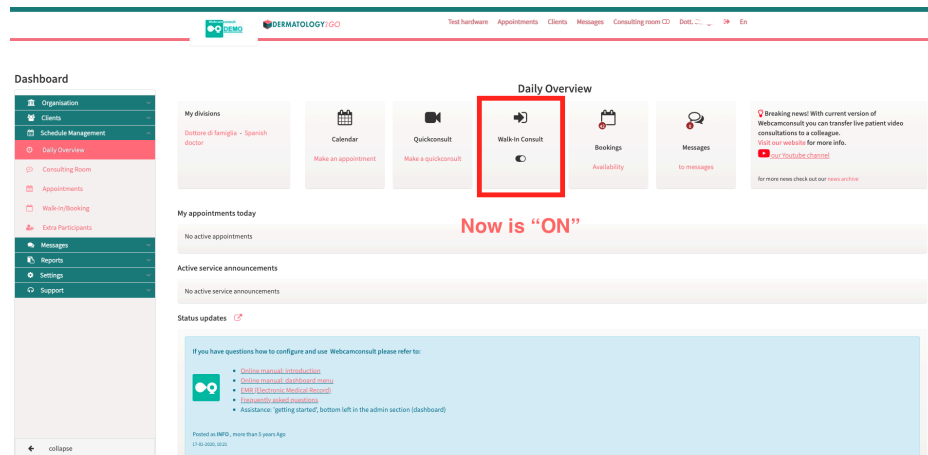 Webcamconsult
DEMO
DERMATOLOGY2GO
Test hardware Appointments Clients Messages Consulting room Dott. En
Dashboard
Daily Overview
Organisation
Clients
Schedule Management
Daily Overview
Consulting Room
Appointments
Walk-In/Booking
Extra Participants
Messages
Reports
Settings
Support
collapse
My divisions
Dottore di famiglia - Spanish
doctor
Calendar
Make an appointment
Quickconsult
Make a quickconsult
Walk-In Consult
Bookings
Availability
Messages
to messages
Breaking news! With current version of
Webcamconsult you can transfer live patient video
consultations to a colleague.
Visit our website for more info.
our Youtube channel
for more news check out our news archive
Now is “ON”
My appointments today
No active appointments
Active service announcements
No active service announcements
Status updates
If you have questions how to configure and use Webcamconsult please refer to:
Online manual: introduction
Online manual: dashboard menu
EMR (Electronic Medical Record)
Frequently asked questions
Assistance: 'getting started', bottom left in the admin section (dashboard)
Posted as INFO , more than 5 years Ago
17-01-2020, 10:21